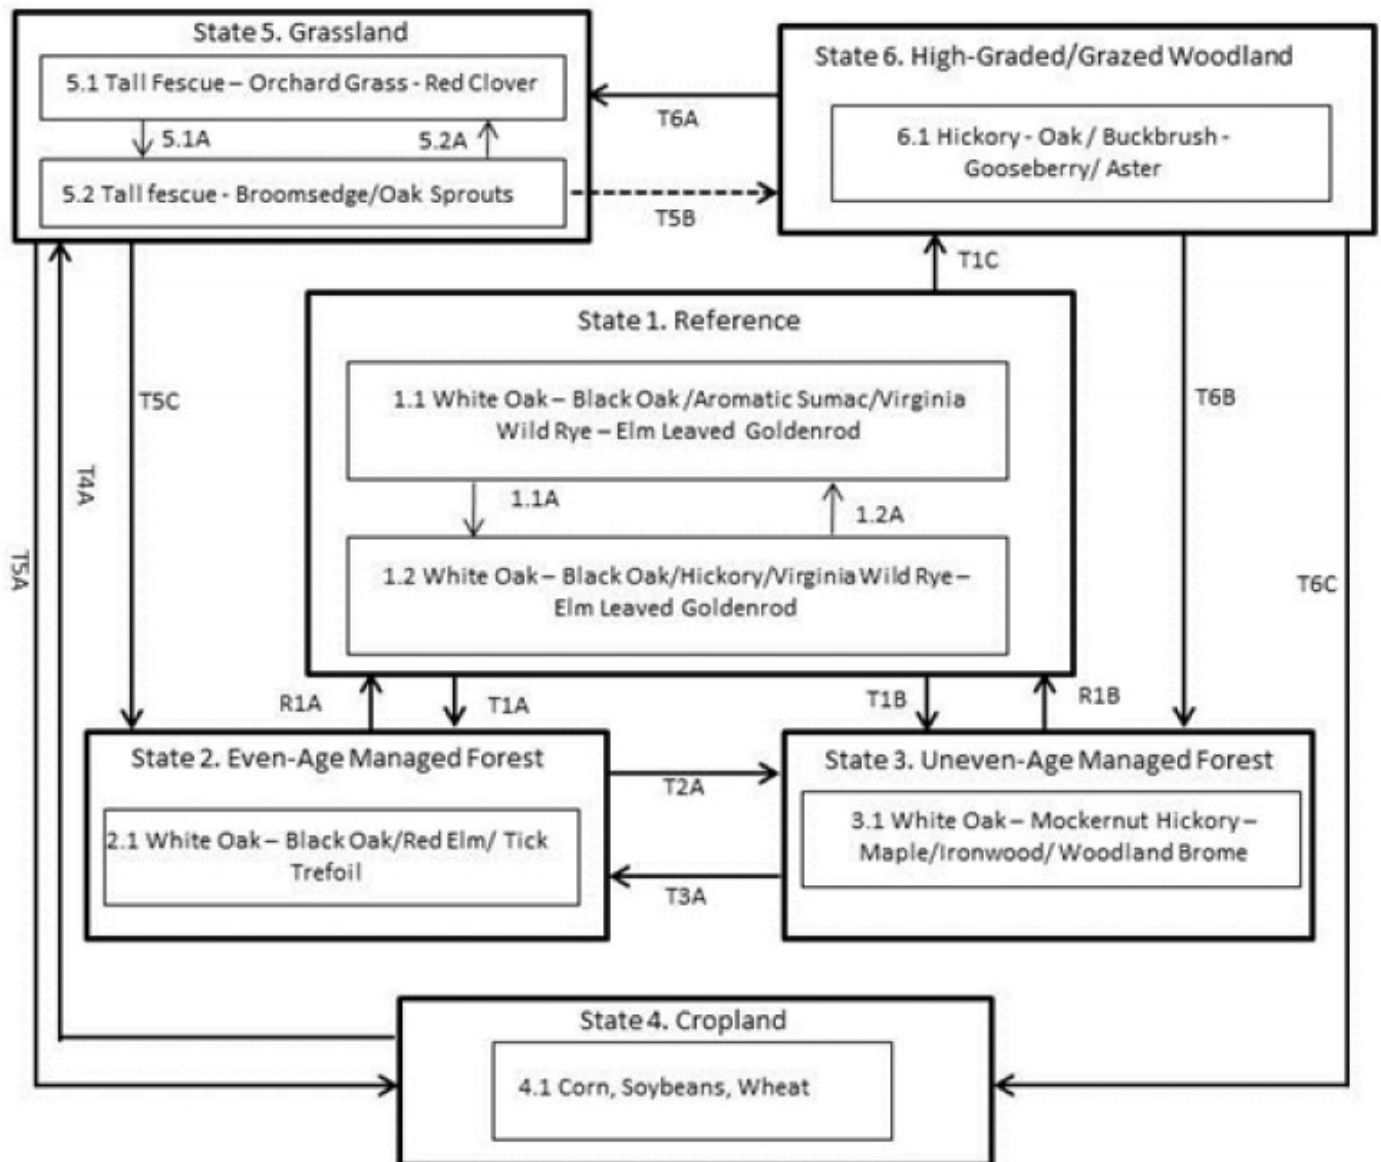 State 5. Grassland
5.1 Tall Fescue – Orchard Grass - Red Clover
5.1A
5.2A
5.2 Tall fescue - Broomsedge/Oak Sprouts
State 6. High-Graded/Grazed Woodland
6.1 Hickory - Oak / Buckbrush -
Gooseberry/ Aster
T6A
T5B
T1C
State 1. Reference
1.1 White Oak – Black Oak /Aromatic Sumac/Virginia
Wild Rye – Elm Leaved Goldenrod
1.1A
1.2A
1.2 White Oak – Black Oak/Hickory/Virginia Wild Rye –
Elm Leaved Goldenrod
T5C
T6B
T4A
T5A
T6C
R1A
T1A
T1B
R1B
State 2. Even-Age Managed Forest
2.1 White Oak – Black Oak/Red Elm/ Tick
Trefoil
T2A
T3A
State 3. Uneven-Age Managed Forest
3.1 White Oak – Mockernut Hickory –
Maple/Ironwood/ Woodland Brome
State 4. Cropland
4.1 Corn, Soybeans, Wheat